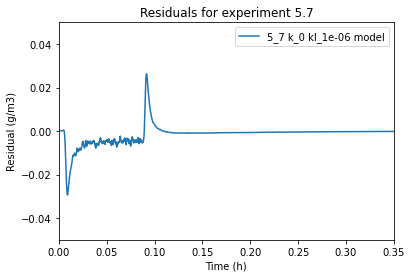 Residuals for experiment 5.7
5_7 k_0 kl_1e-06 model
Residual (g/m3)
0.04
0.02
0.00
−0.02
−0.04
0.00 0.05 0.10 0.15 0.20 0.25 0.30 0.35
Time (h)